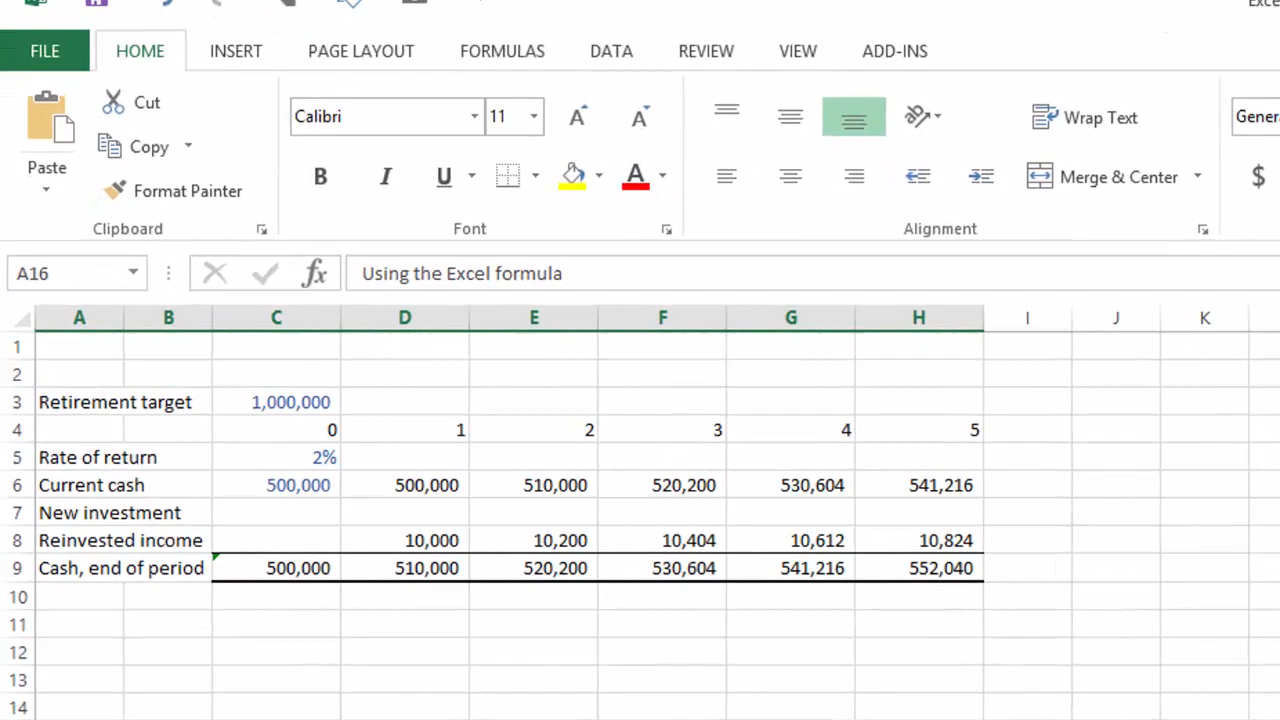 Exce
FILE HOME INSERT PAGE LAYOUT FORMULAS DATA REVIEW VIEW ADD-INS
Cut
Copy
Paste
Format Painter
Clipboard
Calibri 11 A A
B I U A
Font
Wrap Text
Merge & Center
Alignment
Genera
$
A16 fx Using the Excel formula
A B C D E F G H I J K
1
2
3 Retirement target 1,000,000
4 0 1 2 3 4 5
5 Rate of return 2%
6 Current cash 500,000 500,000 510,000 520,200 530,604 541,216
7 New investment
8 Reinvested income 10,000 10,200 10,404 10,612 10,824
9 Cash, end of period 500,000 510,000 520,200 530,604 541,216 552,040
10
11
12
13
14